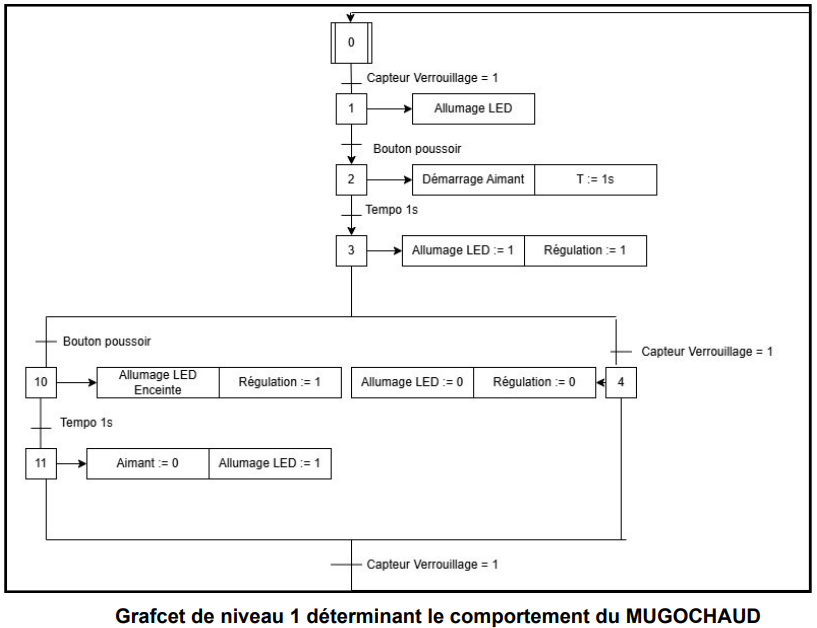 0
Capteur Verrouillage = 1
1
Allumage LED
Bouton poussoir
2
Démarrage Aimant
T := 1s
Tempo 1s
3
Allumage LED := 1
Régulation := 1
Bouton poussoir
Capteur Verrouillage = 1
10
Allumage LED
Enceinte
Régulation := 1
Allumage LED := 0
Régulation := 0
4
Tempo 1s
11
Aimant := 0
Allumage LED := 1
Capteur Verrouillage = 1
Grafcet de niveau 1 déterminant le comportement du MUGOCHAUD